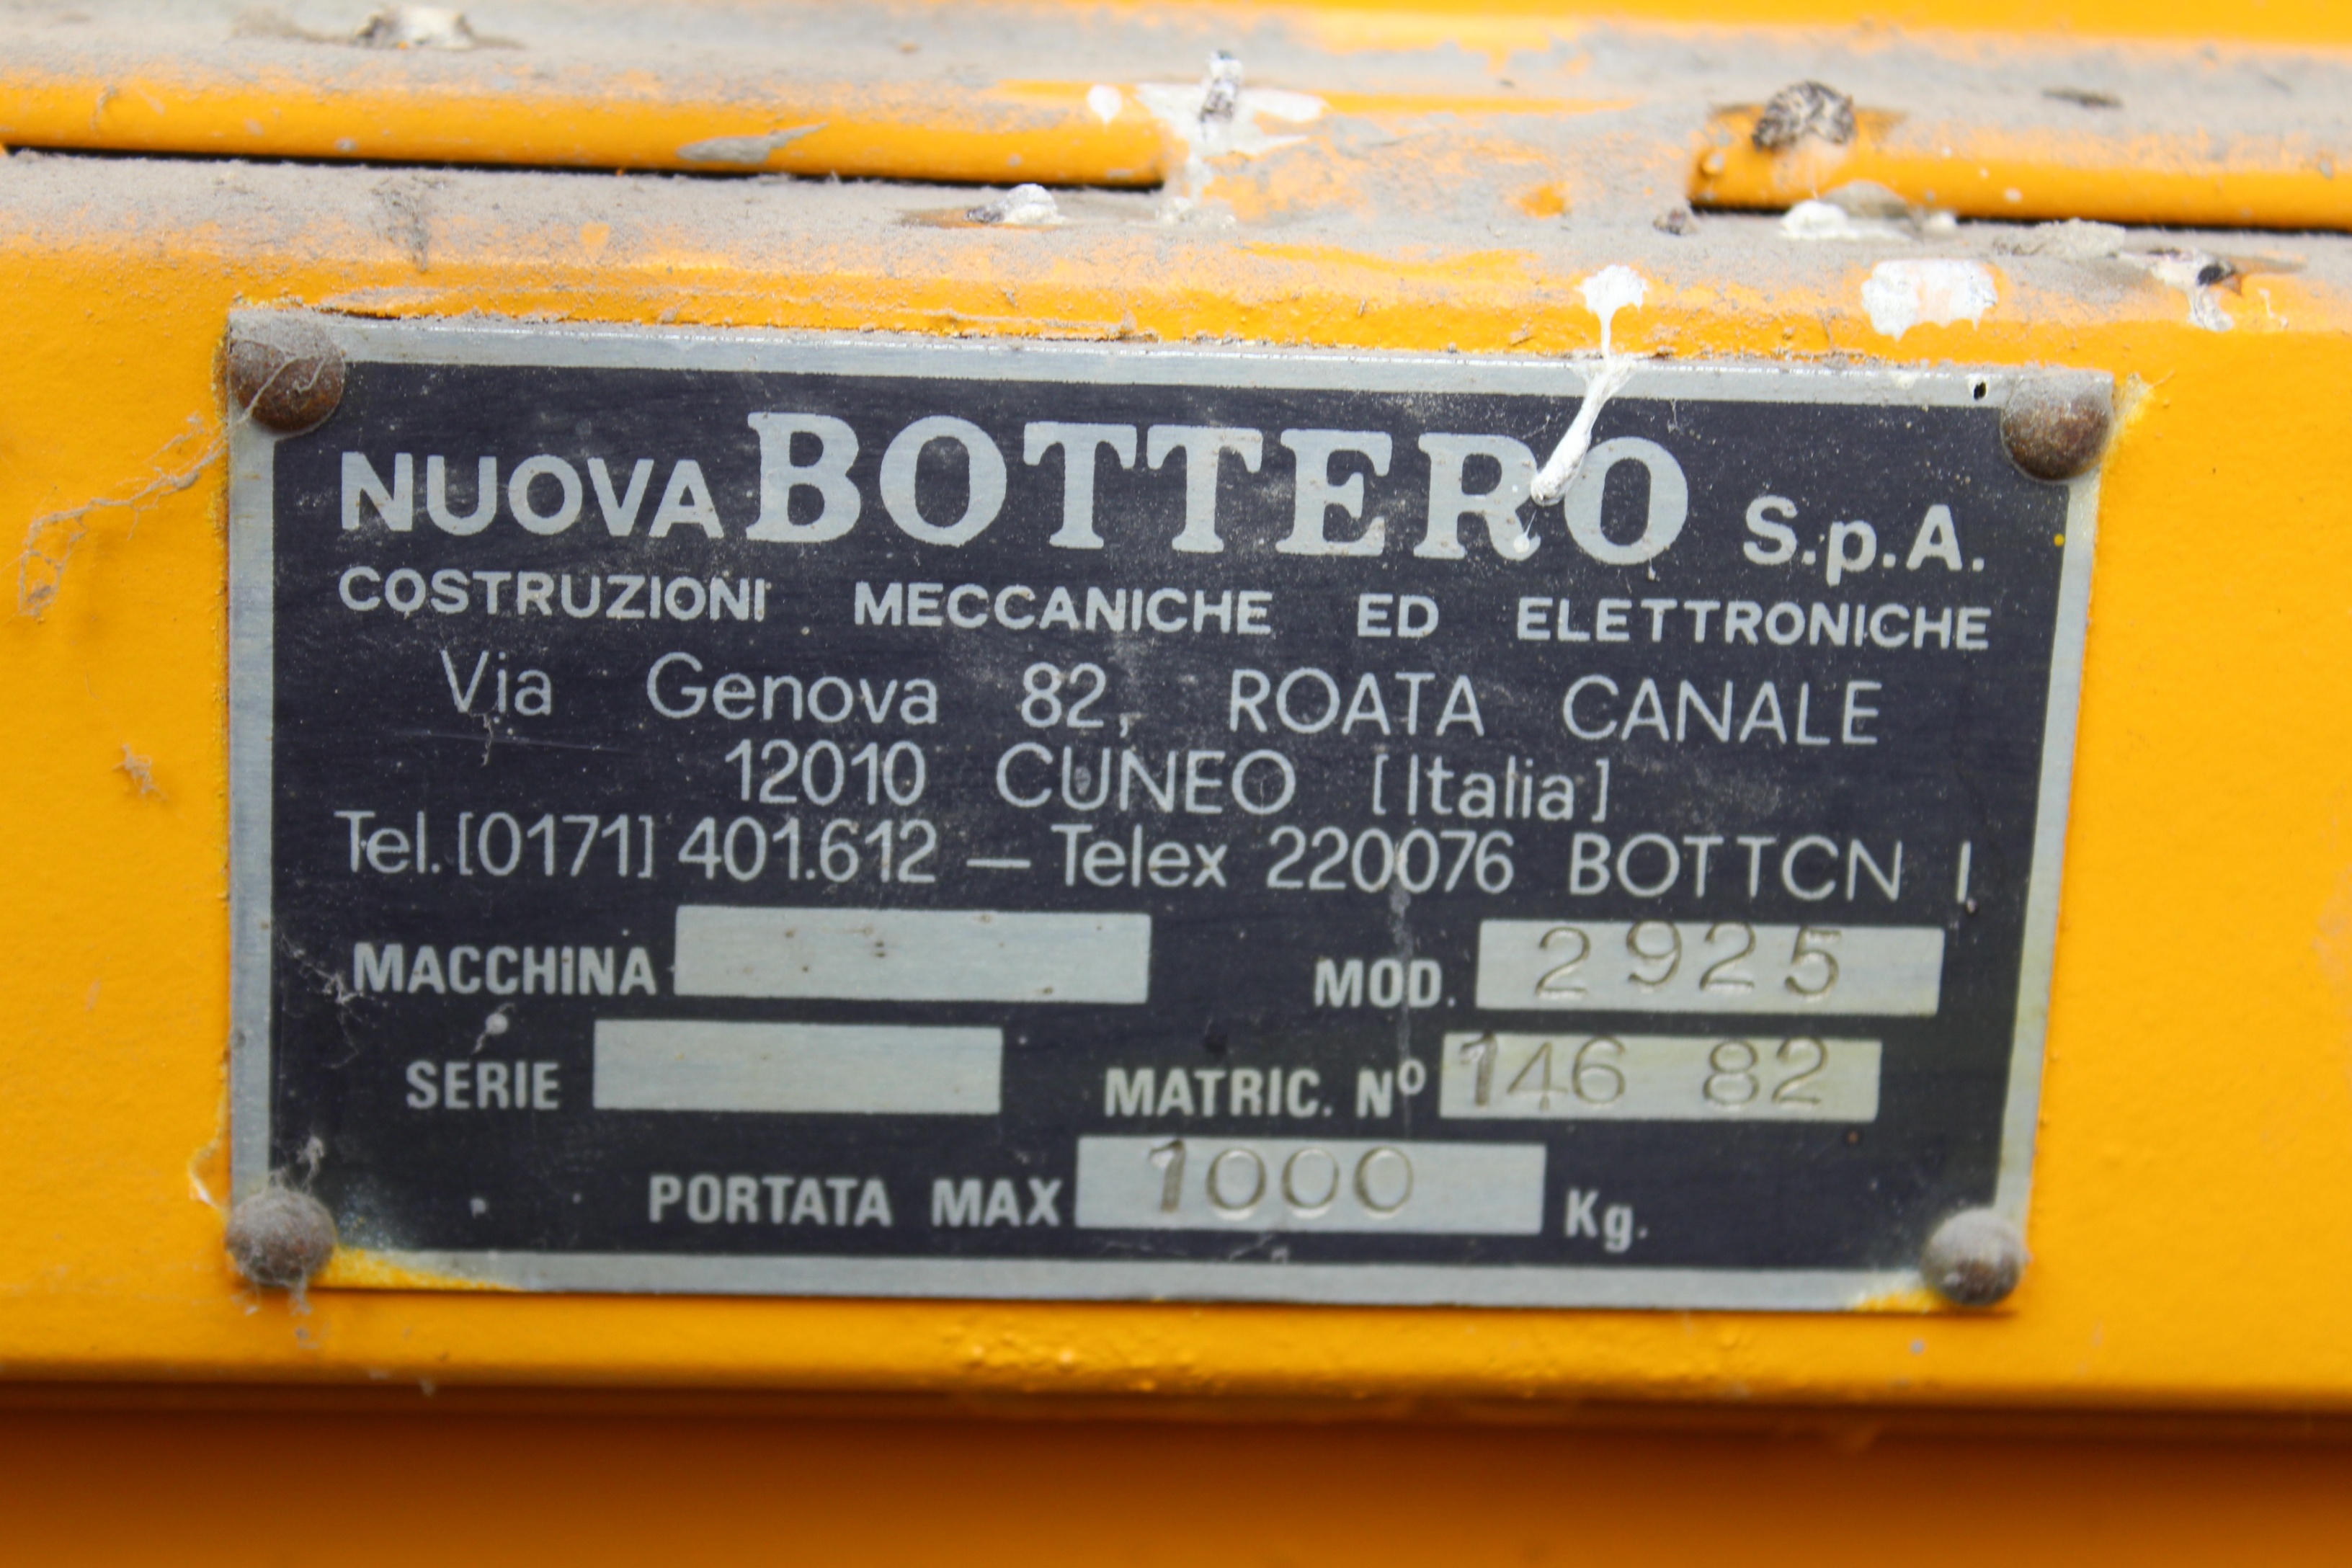 NUOVA BOTTERO S.p.A.
COSTRUZIONI MECCANICHE ED ELETTRONICHE
Via Genova 82, ROATA CANALE
12010 CUNEO [Italia]
Tel. [0171] 401.612 — Telex 220076 BOTTCN I
MACCHINA MOD. 2925
SERIE MATRIC. Nº 146 82
PORTATA MAX 1000 Kg.